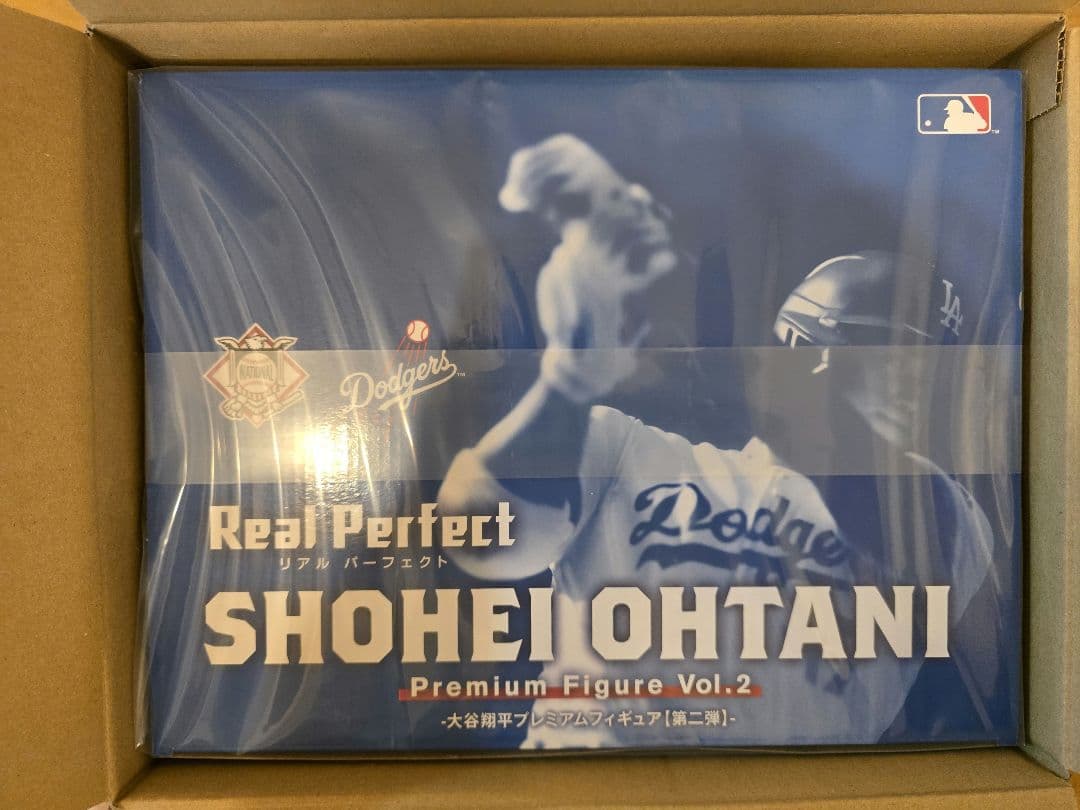 LA
NATIONAL
Dodgers
Dodgers
Real Perfect
リアル パーフェクト
SHOHEI OHTANI
Premium Figure Vol.2
-大谷翔平プレミアムフィギュア【第二弾】-